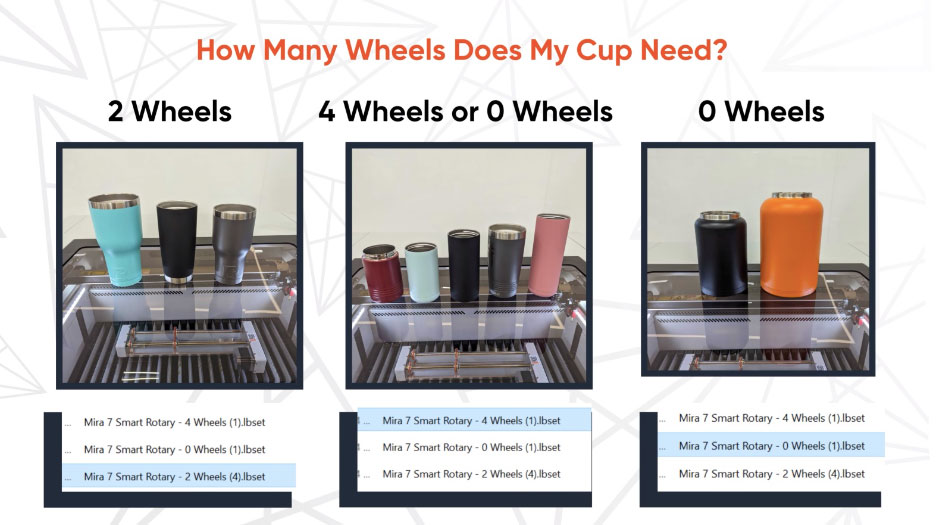 How Many Wheels Does My Cup Need?
2 Wheels
4 Wheels or 0 Wheels
0 Wheels
... Mira 7 Smart Rotary - 4 Wheels (1).lbset
... Mira 7 Smart Rotary - 0 Wheels (1).lbset
... Mira 7 Smart Rotary - 2 Wheels (4).lbset
... Mira 7 Smart Rotary - 4 Wheels (1).lbset
... Mira 7 Smart Rotary - 0 Wheels (1).lbset
... Mira 7 Smart Rotary - 2 Wheels (4).lbset
... Mira 7 Smart Rotary - 4 Wheels (1).lbset
... Mira 7 Smart Rotary - 0 Wheels (1).lbset
... Mira 7 Smart Rotary - 2 Wheels (4).lbset